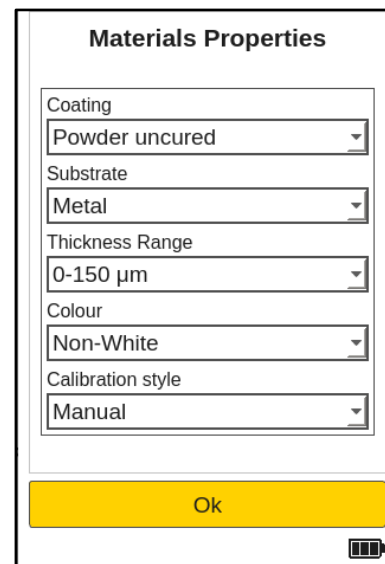 Materials Properties
Coating
Powder uncured
Substrate
Metal
Thickness Range
0-150 μm
Colour
Non-White
Calibration style
Manual
Ok